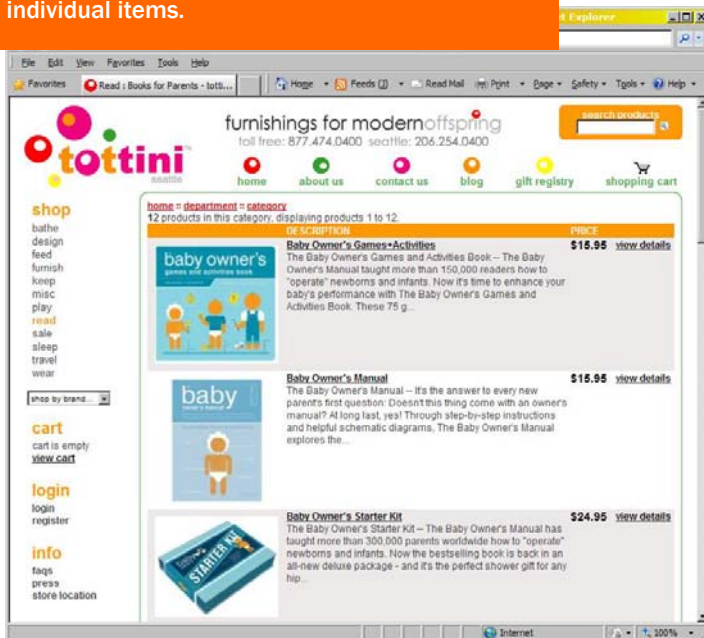 individual items.
t Explorer
File Edit View Favorites Tools Help
Favorites Read : Books for Parents - totti... Home Feeds (J) Read Mail Print Page Safety Tools Help
tottini
seattle
furnishings for modernoffspring
toll free: 877.474.0400 seattle: 206.254.0400
search products
home about us contact us blog gift registry shopping cart
shop
bathe
design
feed
furnish
keep
misc
play
read
sale
sleep
travel
wear
shop by brand...
cart
cart is empty
view cart
login
login
register
info
faqs
press
store location
home :: department :: category
12 products in this category, displaying products 1 to 12.
DESCRIPTION PRICE
baby owner's
games and activities book
Baby Owner's Games+Activities $15.95 view details
The Baby Owner's Games and Activities Book -- The Baby
Owner's Manual taught more than 150,000 readers how to
"operate" newborns and infants. Now it's time to enhance your
baby's performance with The Baby Owner's Games and
Activities Book. These 75 g...
baby
owner's manual
Baby Owner's Manual $15.95 view details
The Baby Owner's Manual -- It's the answer to every new
parent's first question: Doesn't this thing come with an owner's
manual? At long last, yes! Through step-by-step instructions
and helpful schematic diagrams, The Baby Owner's Manual
explores the...
STARTER KIT
Baby Owner's Starter Kit $24.95 view details
The Baby Owner's Starter Kit -- The Baby Owner's Manual has
taught more than 300,000 parents worldwide how to "operate"
newborns and infants. Now the bestselling book is back in an
all-new deluxe package - and it's the perfect shower gift for any
hip...
Internet 100%